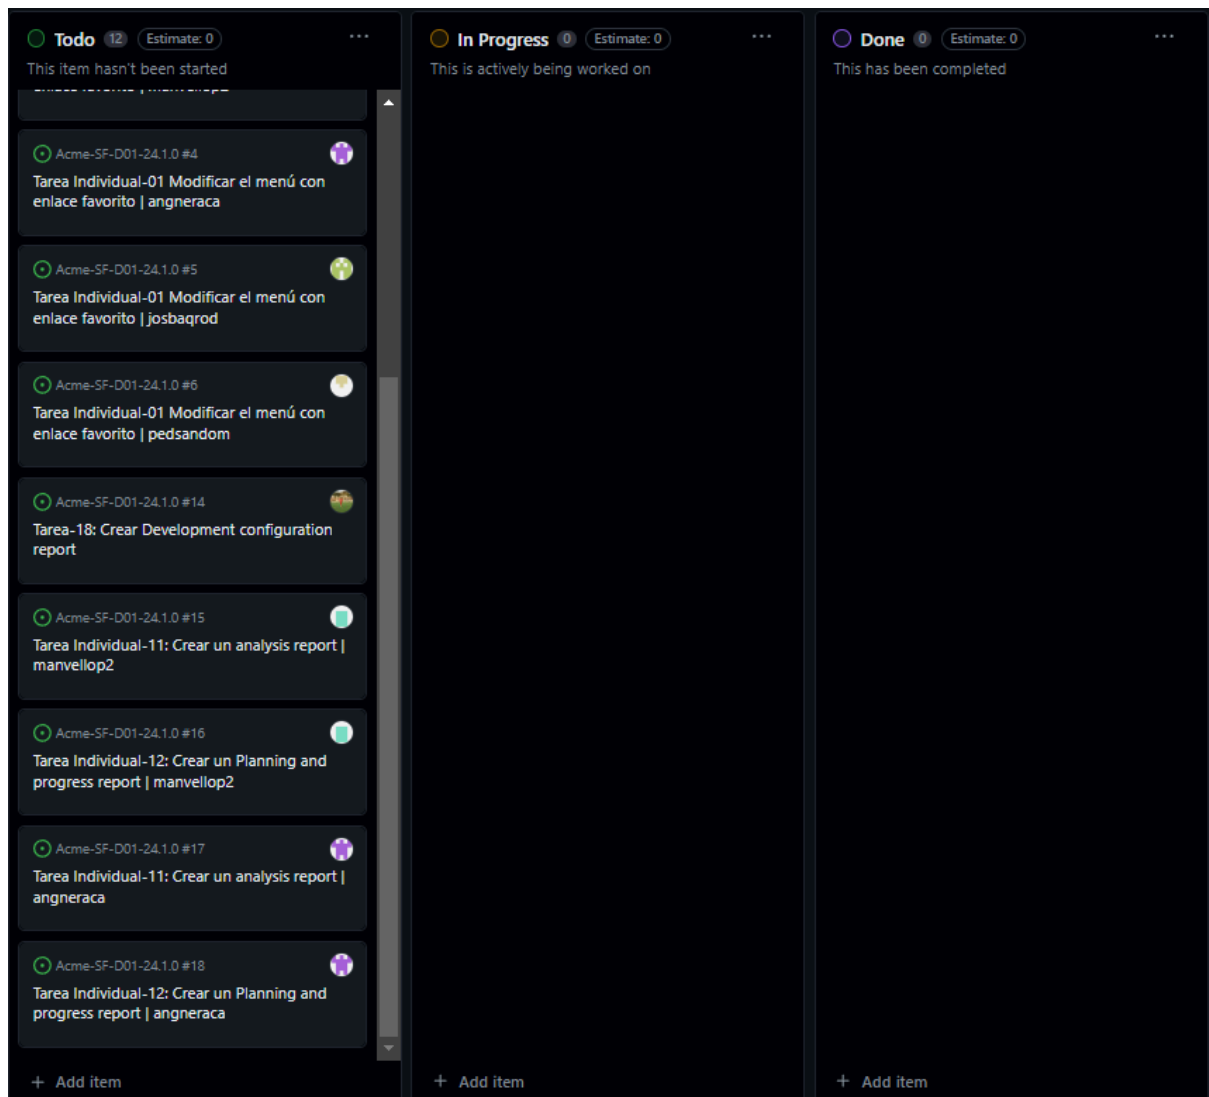 Todo 12 Estimate: 0 ...
This item hasn't been started
Acme-SF-D01-24.1.0 #4
Tarea Individual-01 Modificar el menú con
enlace favorito | angneraca
Acme-SF-D01-24.1.0 #5
Tarea Individual-01 Modificar el menú con
enlace favorito | josbaqrod
Acme-SF-D01-24.1.0 #6
Tarea Individual-01 Modificar el menú con
enlace favorito | pedsandom
Acme-SF-D01-24.1.0 #14
Tarea-18: Crear Development configuration
report
Acme-SF-D01-24.1.0 #15
Tarea Individual-11: Crear un analysis report |
manvellop2
Acme-SF-D01-24.1.0 #16
Tarea Individual-12: Crear un Planning and
progress report | manvellop2
Acme-SF-D01-24.1.0 #17
Tarea Individual-11: Crear un analysis report |
angneraca
Acme-SF-D01-24.1.0 #18
Tarea Individual-12: Crear un Planning and
progress report | angneraca
+ Add item
In Progress 0 Estimate: 0 ...
This is actively being worked on
+ Add item
Done 0 Estimate: 0 ...
This has been completed
+ Add item